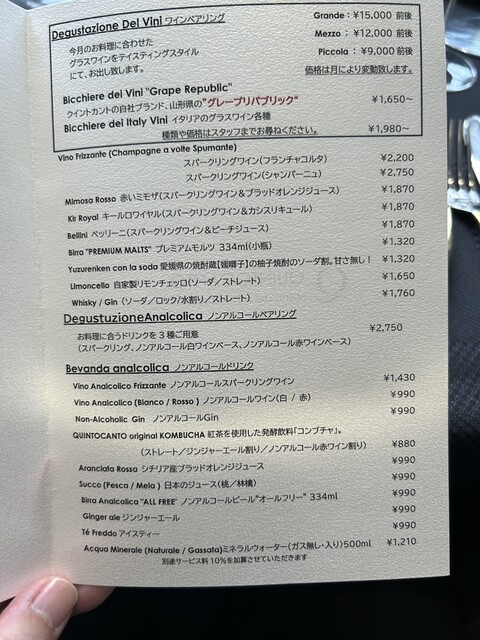 Degustazione Del Vini ワインペアリング
Grande：¥15,000 前後
今月のお料理に合わせた
Mezzo：¥12,000 前後
グラスワインをテイスティングスタイル
Piccola：¥9,000前後
にて、お出し致します。
価格は月により変動致します。
Bicchiere dei Vini "Grape Republic"
クイントカントの自社ブランド、山形県の"グレープリパブリック" ¥1,650～
Bicchiere dei Italy Vini イタリアのグラスワイン各種
種類や価格はスタッフまでお尋ねください。 ¥1,980～
Vino Frizzante (Champagne a volte Spumante)
スパークリングワイン(フランチャコルタ) ¥2,200
スパークリングワイン(シャンパーニュ) ¥2,750
Mimosa Rosso 赤いミモザ(スパークリングワイン＆ブラッドオレンジジュース) ¥1,870
Kir Royal キールロワイヤル(スパークリングワイン＆カシスリキュール) ¥1,870
Bellini ベッリーニ(スパークリングワイン＆ピーチジュース) ¥1,870
Birra "PREMIUM MALTS" プレミアムモルツ 334ml(小瓶) ¥1,320
Yuzurenken con la soda 愛媛県の焼酎蔵【媛囃子】の柚子焼酎のソーダ割。甘さ無し！ ¥1,320
Limoncello 自家製リモンチェッロ(ソーダ／ストレート) ¥1,650
Whisky / Gin (ソーダ／ロック/水割り／ストレート) ¥1,760
DegustuzioneAnalcolica ノンアルコールペアリング
お料理に合うドリンクを３種ご用意 ¥2,750
(スパークリング、ノンアルコール白ワインベース、ノンアルコール赤ワインベース)
Bevanda analcolica ノンアルコールドリンク
Vino Analcolico Frizzante ノンアルコールスパークリングワイン ¥1,430
Vino Analcolico (Bianco / Rosso ) ノンアルコールワイン(白 / 赤) ¥990
Non-Alcoholic Gin ノンアルコールGin ¥990
QUINTOCANTO original KOMBUCHA 紅茶を使用した発酵飲料「コンブチャ」。
(ストレート／ジンジャーエール割り／ノンアルコール赤ワイン割り) ¥880
Aranciata Rossa シチリア産ブラッドオレンジジュース ¥990
Succo (Pesca / Mela ) 日本のジュース(桃／林檎) ¥990
Birra Analcolica "ALL FREE" ノンアルコールビール"オールフリー" 334ml ¥990
Ginger ale ジンジャーエール ¥990
Té Freddo アイスティー ¥990
Acqua Minerale (Naturale / Gassata)ミネラルウォーター(ガス無し・入り)500ml ¥1,210
別途サービス料 10％を加算させていただきます